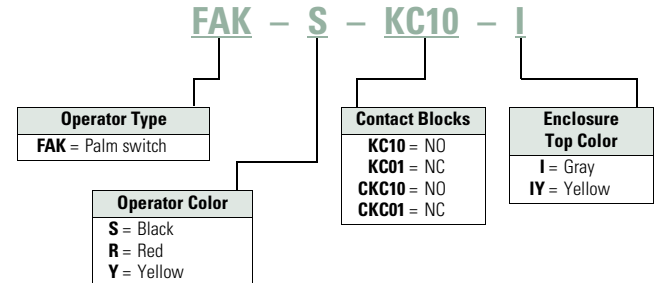 FAK – S – KC10 – I
Operator Type
FAK = Palm switch
Operator Color
S = Black
R = Red
Y = Yellow
Contact Blocks
KC10 = NO
KC01 = NC
CKC10 = NO
CKC01 = NC
Enclosure
Top Color
I = Gray
IY = Yellow